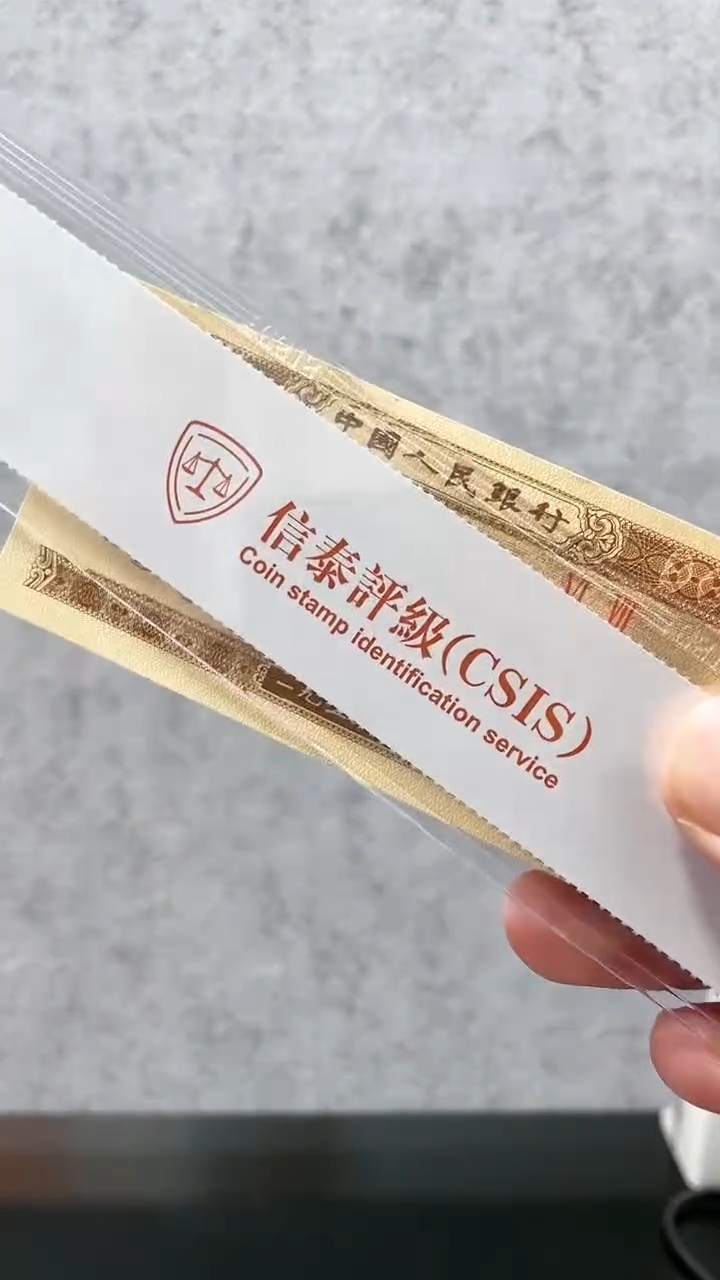 中國人民銀行
信泰評級(CSIS)
Coin stamp identification service